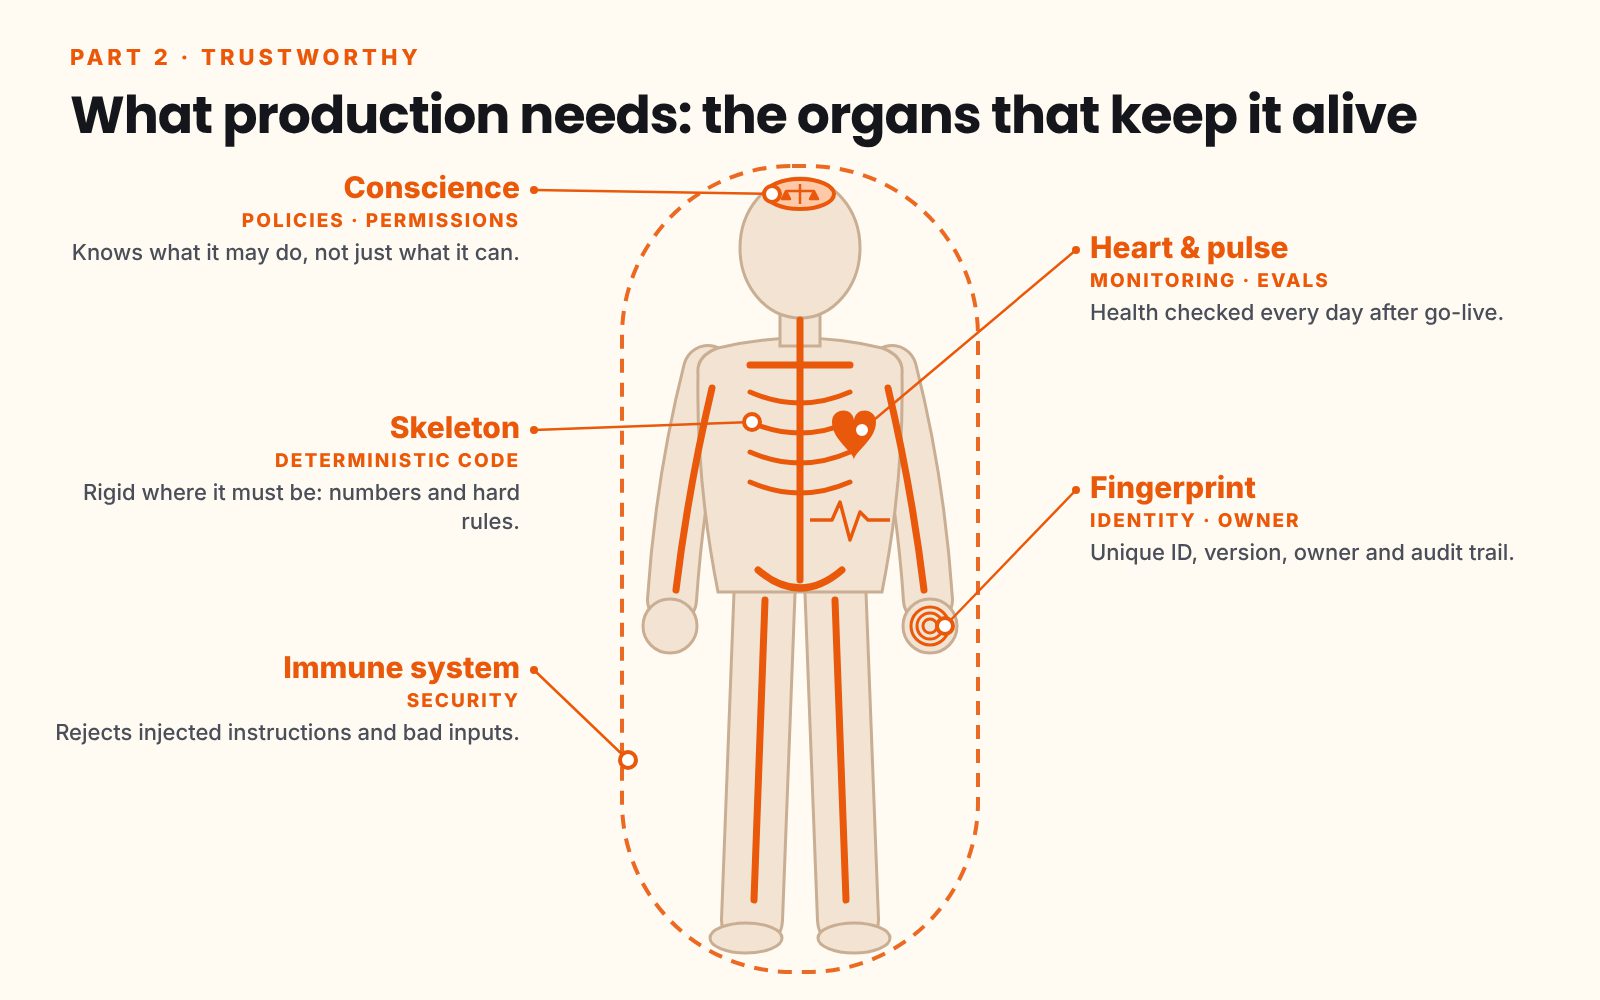 PART 2 · TRUSTWORTHY
What production needs: the organs that keep it alive
Conscience
POLICIES · PERMISSIONS
Knows what it may do, not just what it can.
Heart & pulse
MONITORING · EVALS
Health checked every day after go-live.
Skeleton
DETERMINISTIC CODE
Rigid where it must be: numbers and hard
rules.
Fingerprint
IDENTITY · OWNER
Unique ID, version, owner and audit trail.
Immune system
SECURITY
Rejects injected instructions and bad inputs.